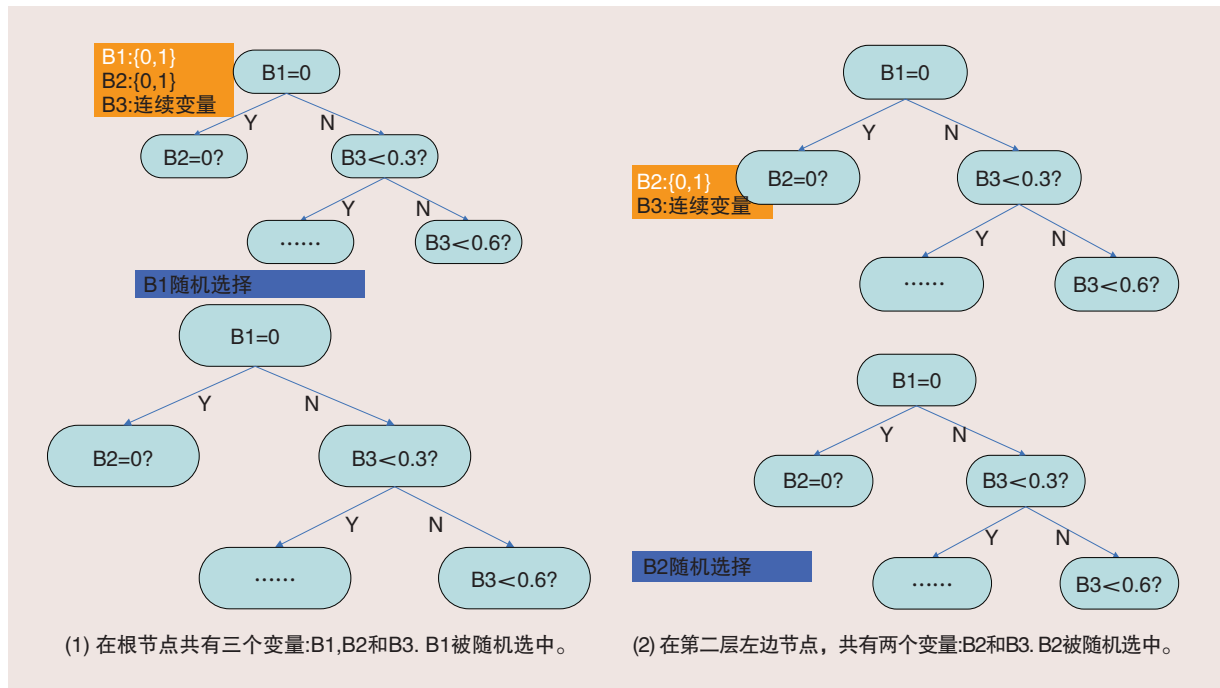 B1:{0,1}
B2:{0,1}
B3:连续变量
B1=0
Y
N
B2=0?
B3<0.3?
Y
N
……
B3<0.6?
B1随机选择
B1=0
Y
N
B2=0?
B3<0.3?
Y
N
……
B3<0.6?
(1) 在根节点共有三个变量:B1,B2和B3. B1被随机选中。
B1=0
Y
N
B2:{0,1}
B3:连续变量
B2=0?
B3<0.3?
Y
N
……
B3<0.6?
B1=0
Y
N
B2=0?
B3<0.3?
Y
N
B2随机选择
……
B3<0.6?
(2) 在第二层左边节点，共有两个变量:B2和B3. B2被随机选中。